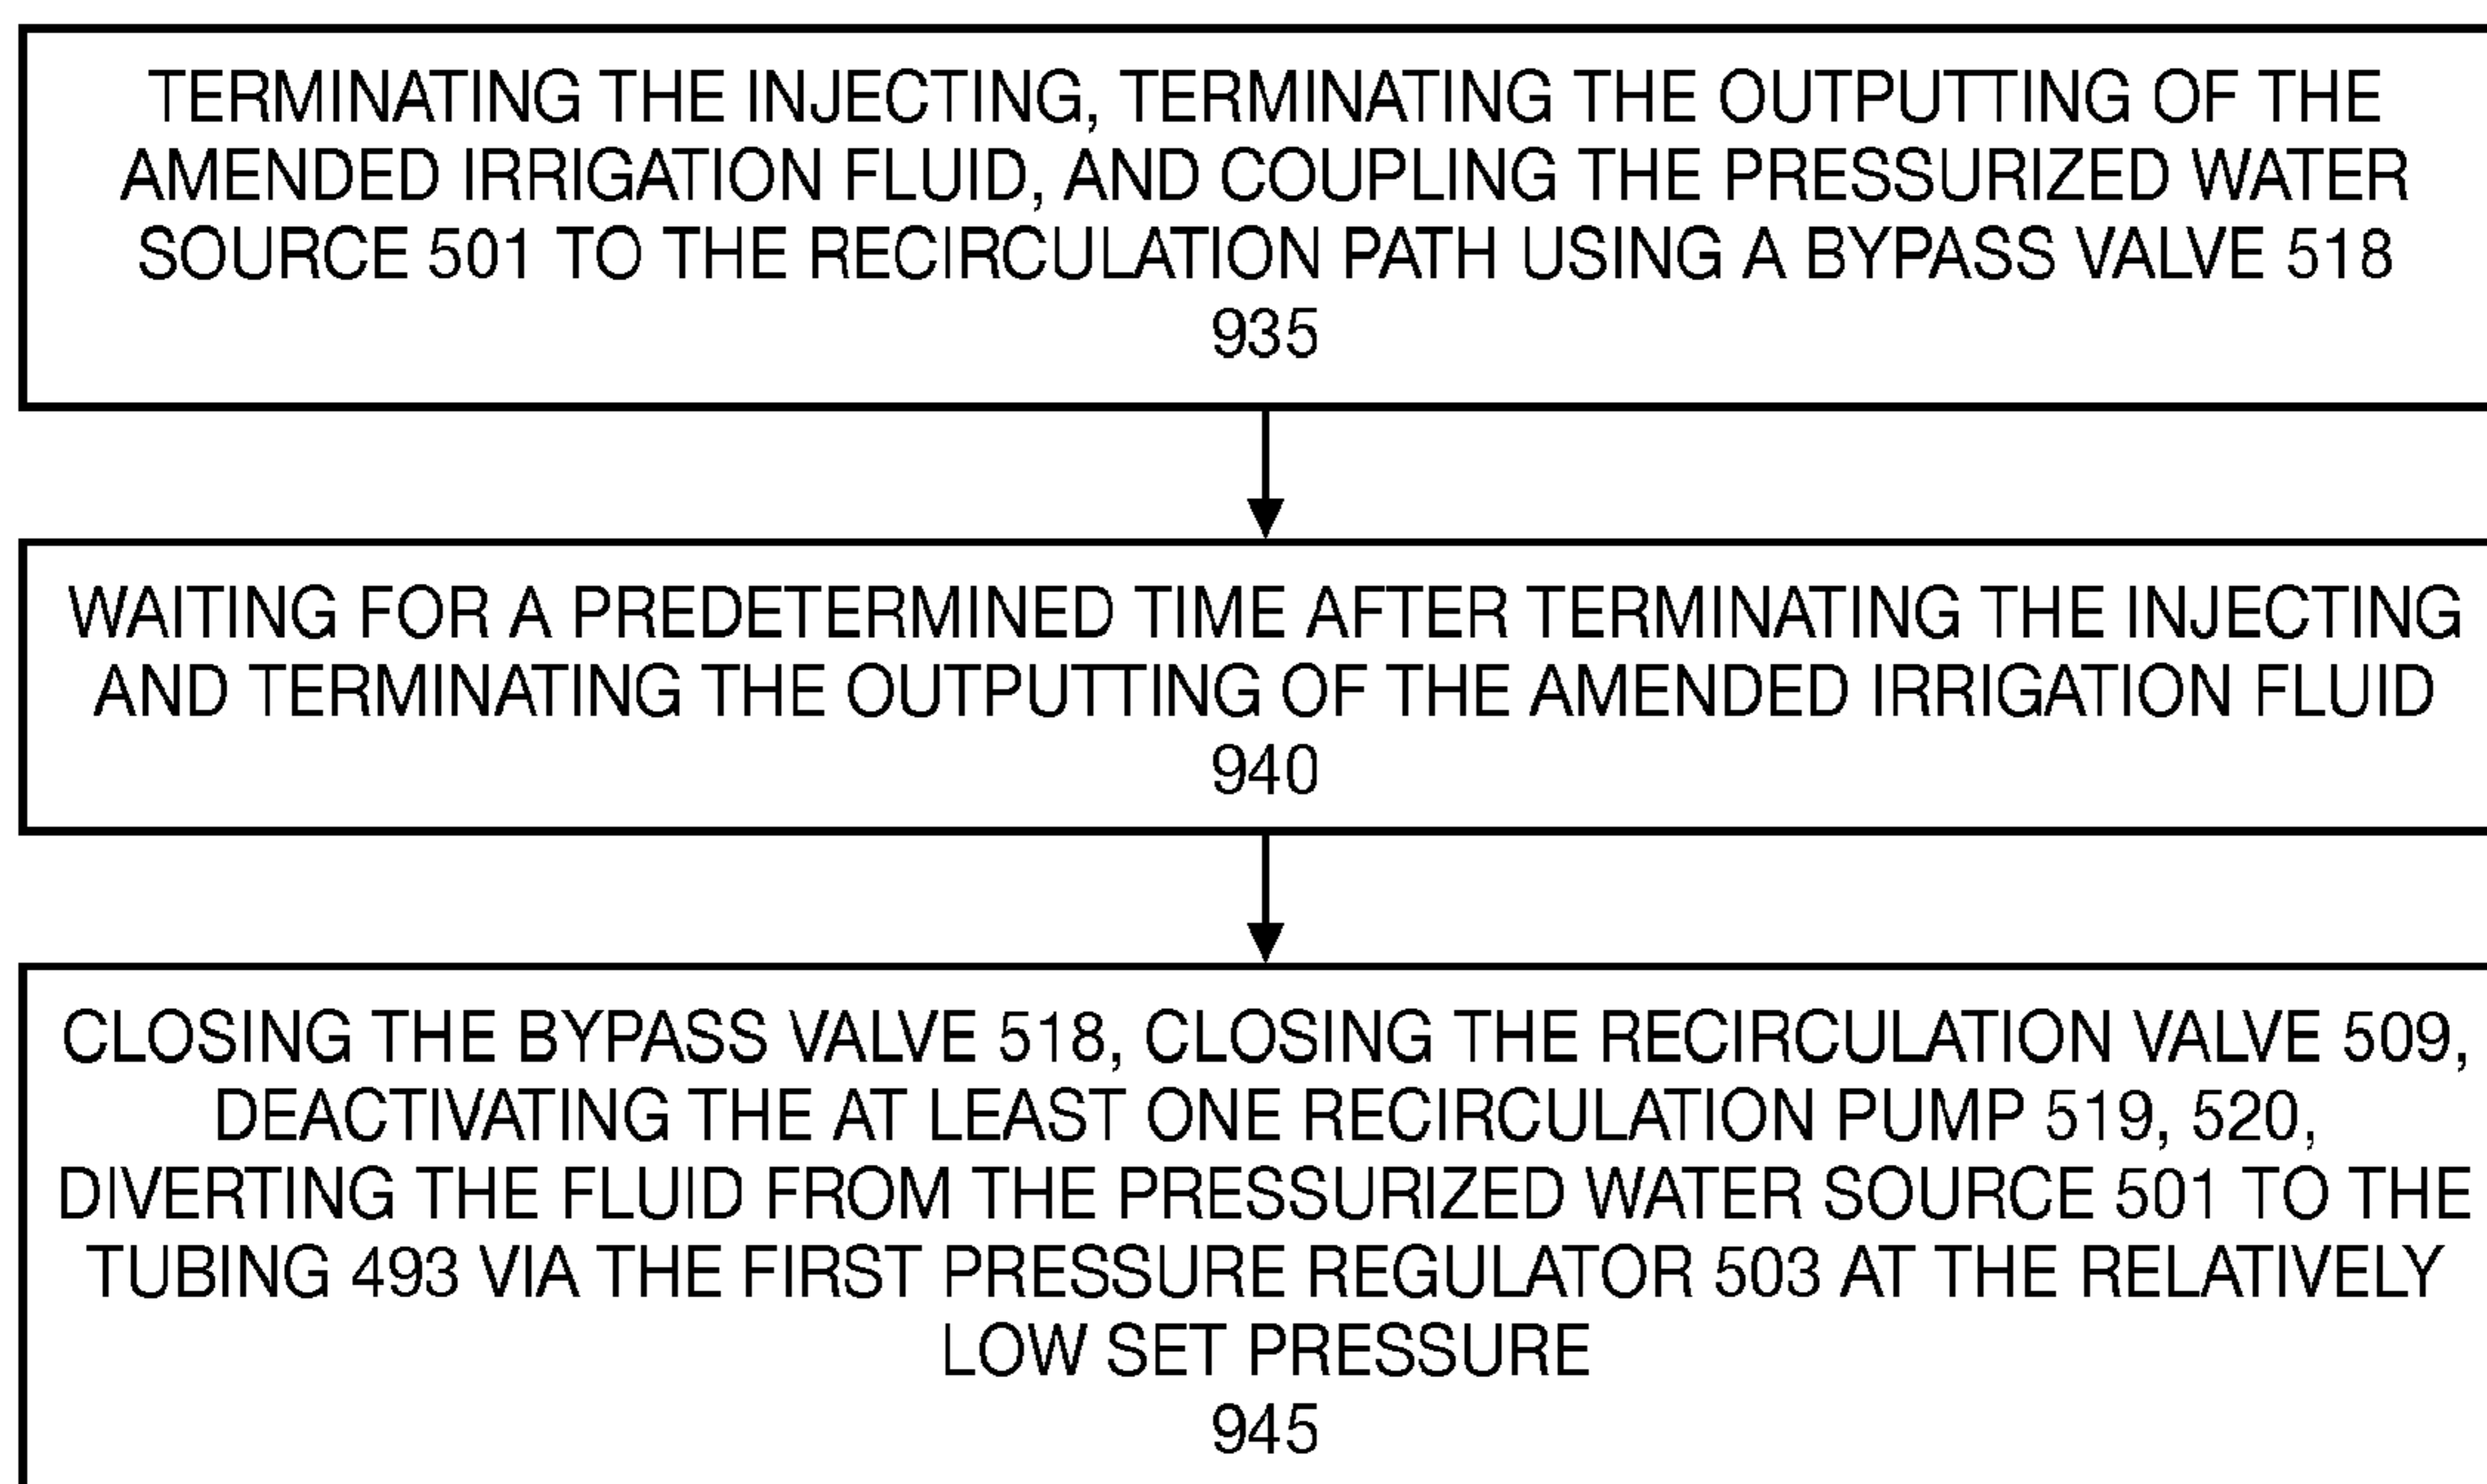 TERMINATING THE INJECTING, TERMINATING THE OUTPUTTING OF THE
AMENDED IRRIGATION FLUID, AND COUPLING THE PRESSURIZED WATER
SOURCE 501 TO THE RECIRCULATION PATH USING A BYPASS VALVE 518
935
WAITING FOR A PREDETERMINED TIME AFTER TERMINATING THE INJECTING
AND TERMINATING THE OUTPUTTING OF THE AMENDED IRRIGATION FLUID
940
CLOSING THE BYPASS VALVE 518, CLOSING THE RECIRCULATION VALVE 509,
DEACTIVATING THE AT LEAST ONE RECIRCULATION PUMP 519, 520,
DIVERTING THE FLUID FROM THE PRESSURIZED WATER SOURCE 501 TO THE
TUBING 493 VIA THE FIRST PRESSURE REGULATOR 503 AT THE RELATIVELY
LOW SET PRESSURE
945